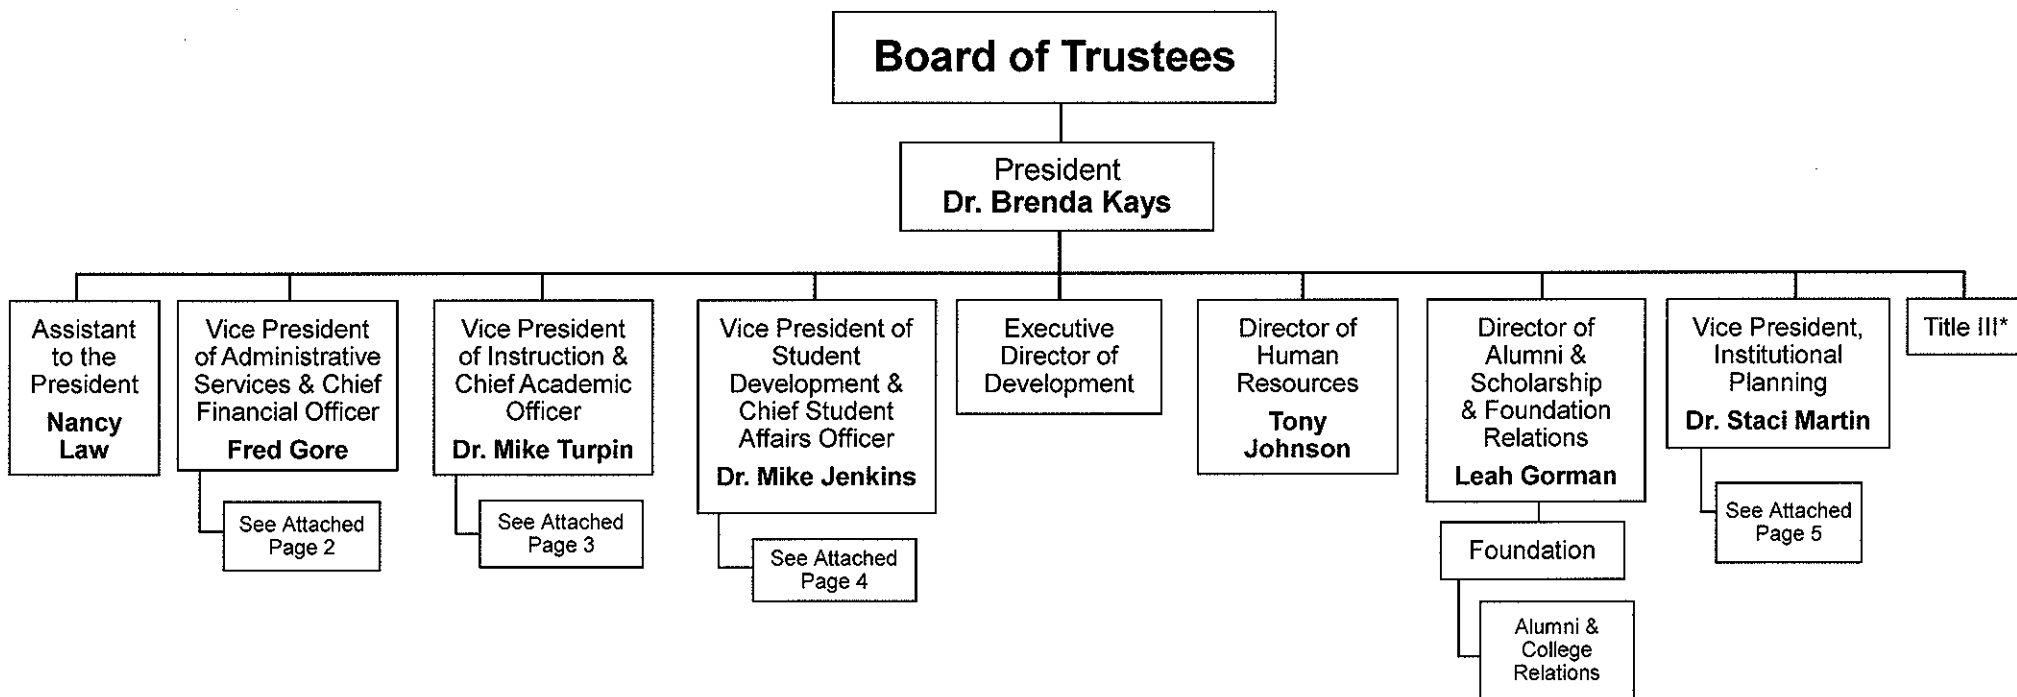 Board of Trustees
President
Dr. Brenda Kays
Assistant
to the
President
Nancy
Law
Vice President
of Administrative
Services & Chief
Financial Officer
Fred Gore
See Attached
Page 2
Vice President
of Instruction &
Chief Academic
Officer
Dr. Mike Turpin
See Attached
Page 3
Vice President of
Student
Development &
Chief Student
Affairs Officer
Dr. Mike Jenkins
See Attached
Page 4
Executive
Director of
Development
Director of
Human
Resources
Tony
Johnson
Director of
Alumni &
Scholarship
& Foundation
Relations
Leah Gorman
Foundation
Alumni &
College
Relations
Vice President,
Institutional
Planning
Dr. Staci Martin
See Attached
Page 5
Title III*